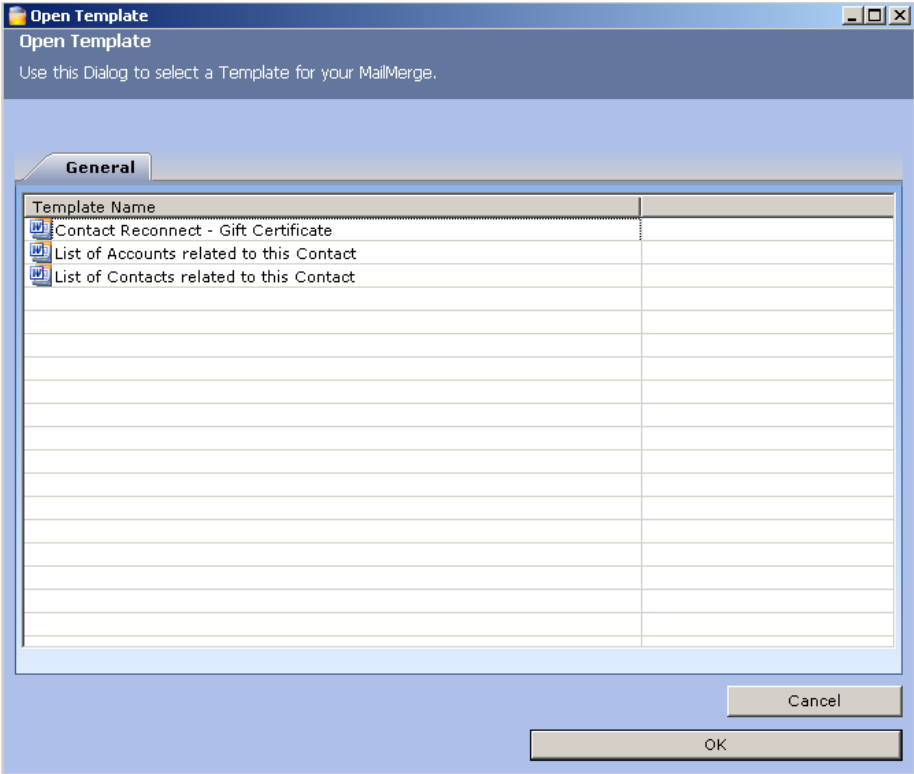 Open Template
Open Template
Use this Dialog to select a Template for your MailMerge.
General
Template Name
Contact Reconnect - Gift Certificate
List of Accounts related to this Contact
List of Contacts related to this Contact
Cancel
OK